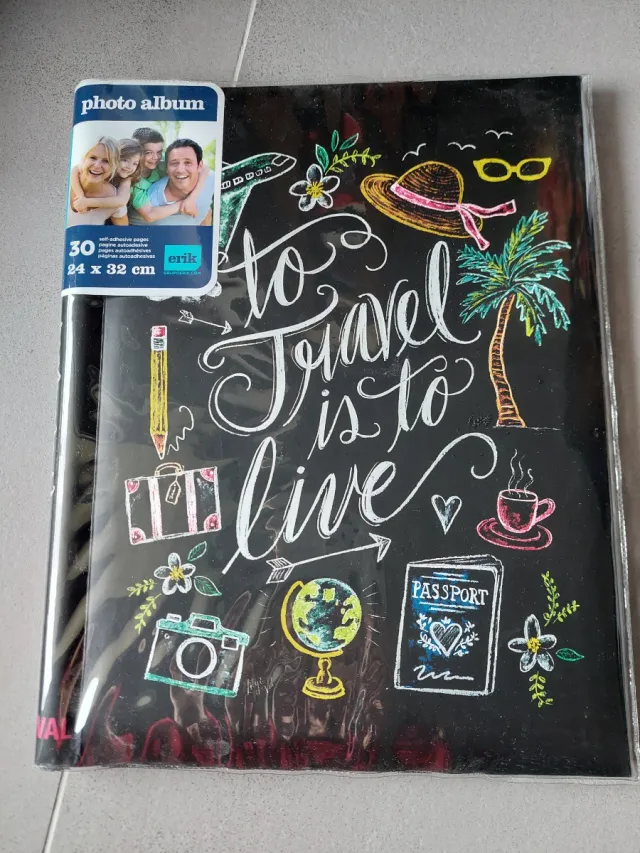 photo album
30
self-adhesive pages
pagine autoadesive
pages autoadhésives
páginas autoadhesivas
24 x 32 cm
erik
to
Travel
is to
live
PASSPORT